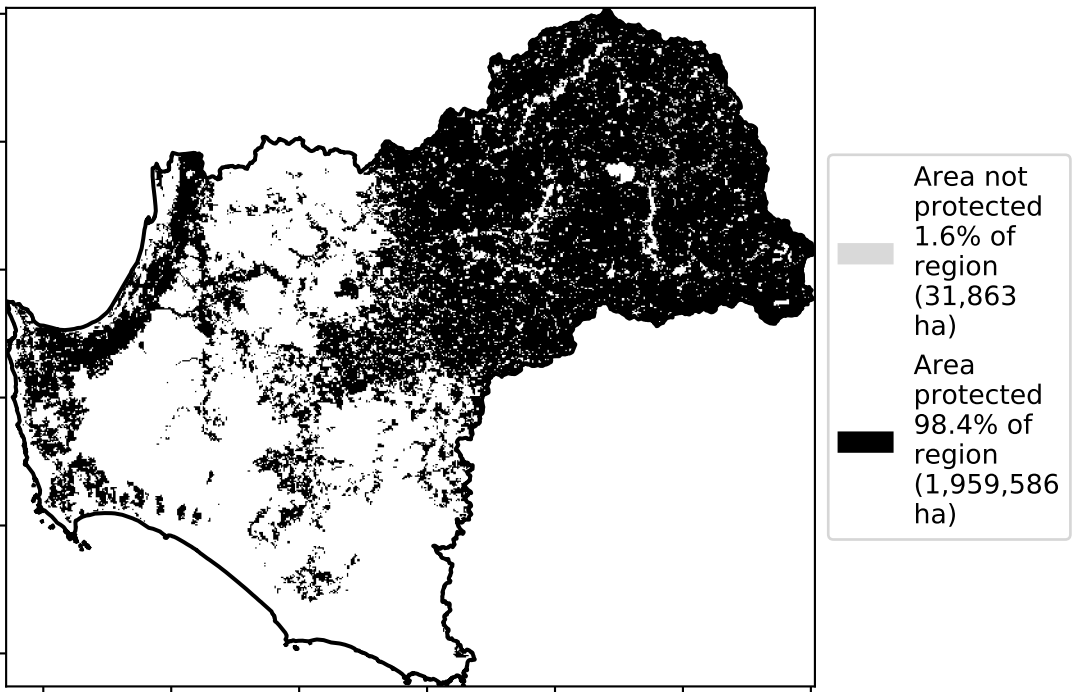 Area not
protected
1.6% of
region
(31,863
ha)
Area
protected
98.4% of
region
(1,959,586
ha)